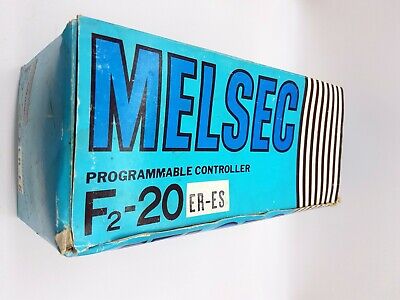 MELSEC
PROGRAMMABLE CONTROLLER
F2-20 ER-ES